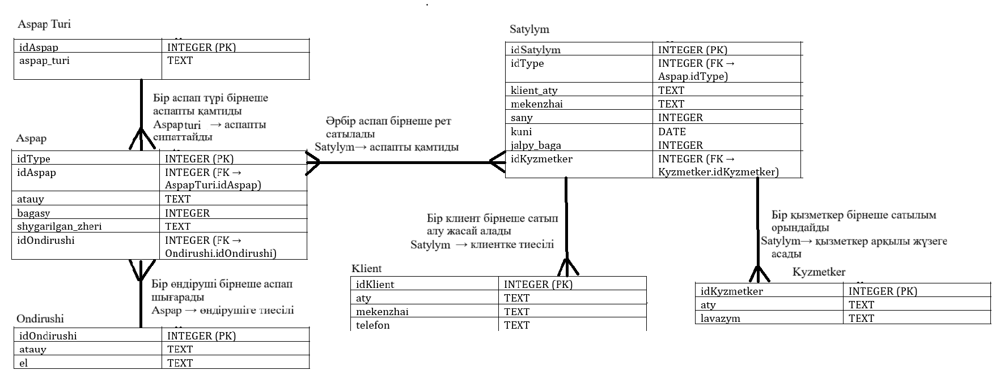 Aspap Turi
idAspap INTEGER (PK)
aspap_turi TEXT
Бір аспап түрі бірнеше
аспапты қамтиды
Aspap turi → аспапты
сипаттайды
Aspap
idType INTEGER (PK)
idAspap INTEGER (FK →
AspapTuri.idAspap)
atauy TEXT
bagasy INTEGER
shygarilgan_zheri TEXT
idOndirushi INTEGER (FK →
Ondirushi.idOndirushi)
Бір өндіруші бірнеше аспап
шығарады
Aspap → өндірушіге тиесілі
Ondirushi
idOndirushi INTEGER (PK)
atauy TEXT
el TEXT
Әрбір аспап бірнеше рет
сатылады
Satylym→ аспапты қамтиды
Satylym
idSatylym INTEGER (PK)
idType INTEGER (FK →
Aspap.idType)
klient_aty TEXT
mekenzhai TEXT
sany INTEGER
kuni DATE
jalpy_baga INTEGER
idKyzmetker INTEGER (FK →
Kyzmetker.idKyzmetker)
Бір клиент бірнеше сатып
алу жасай алады
Satylym → клиентке тиесілі
Klient
idKlient INTEGER (PK)
aty TEXT
mekenzhai TEXT
telefon TEXT
Бір қызметкер бірнеше сатылым
орындайды
Satylym→ қызметкер арқылы жүзеге
асады
Kyzmetker
idKyzmetker INTEGER (PK)
aty TEXT
lavazym TEXT